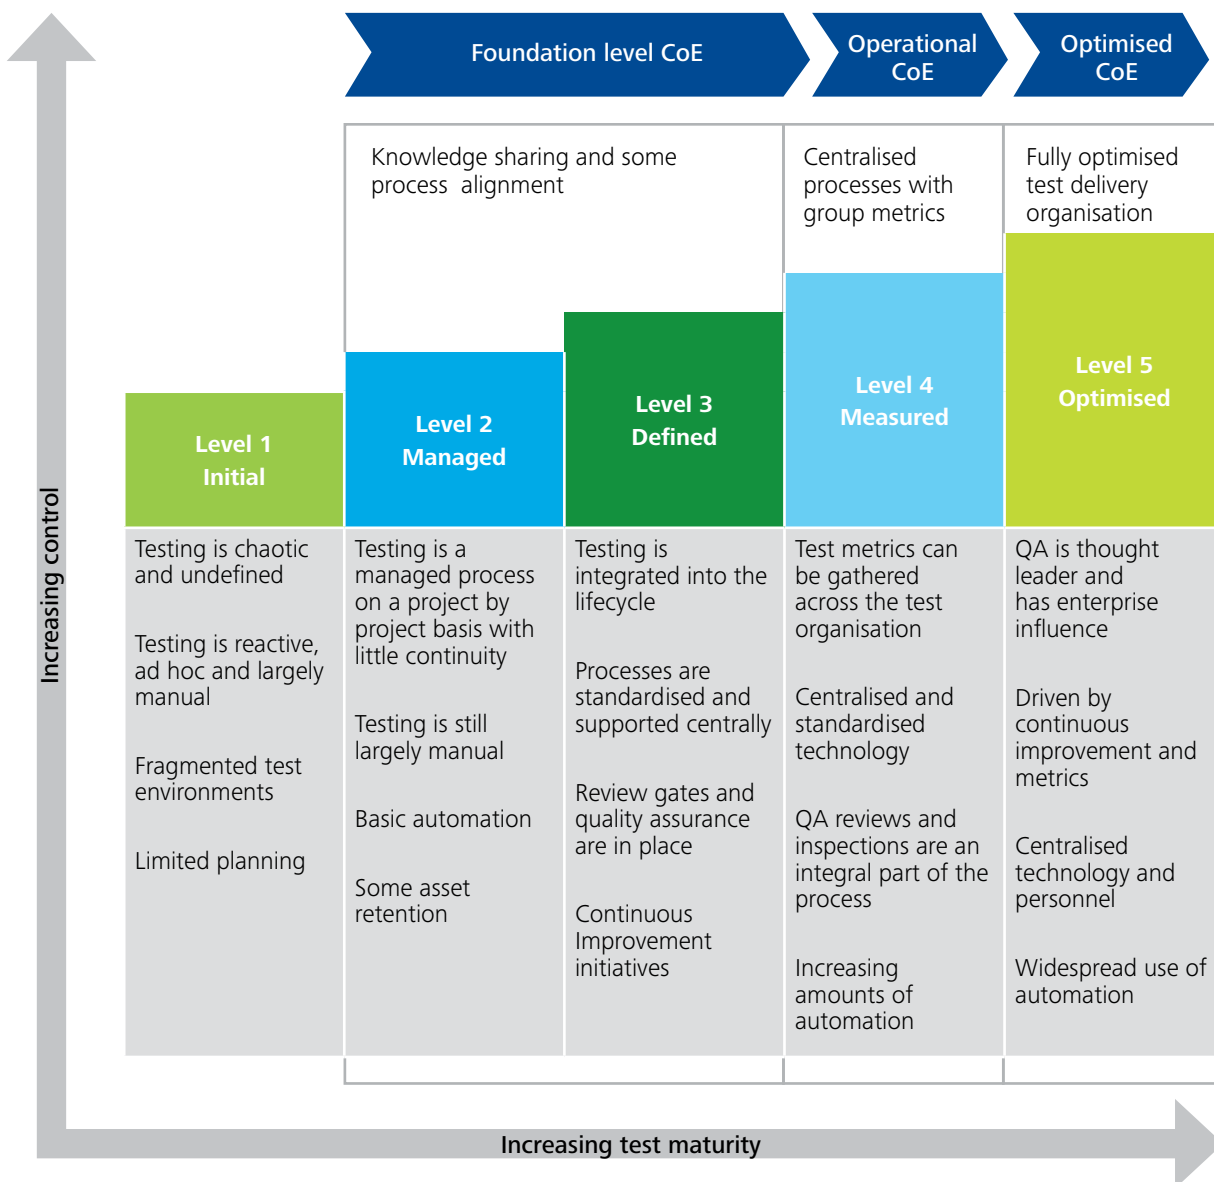 Foundation level CoE
Operational
CoE
Optimised
CoE
Knowledge sharing and some
process alignment
Centralised
processes with
group metrics
Fully optimised
test delivery
organisation
Level 1
Initial
Level 2
Managed
Level 3
Defined
Level 4
Measured
Level 5
Optimised
Testing is chaotic
and undefined
Testing is reactive,
ad hoc and largely
manual
Fragmented test
environments
Limited planning
Testing is a
managed process
on a project by
project basis with
little continuity
Testing is still
largely manual
Basic automation
Some asset
retention
Testing is
integrated into the
lifecycle
Processes are
standardised and
supported centrally
Review gates and
quality assurance
are in place
Continuous
Improvement
initiatives
Test metrics can
be gathered
across the test
organisation
Centralised and
standardised
technology
QA reviews and
inspections are an
integral part of the
process
Increasing
amounts of
automation
QA is thought
leader and
has enterprise
influence
Driven by
continuous
improvement and
metrics
Centralised
technology and
personnel
Widespread use of
automation
Increasing control
Increasing test maturity